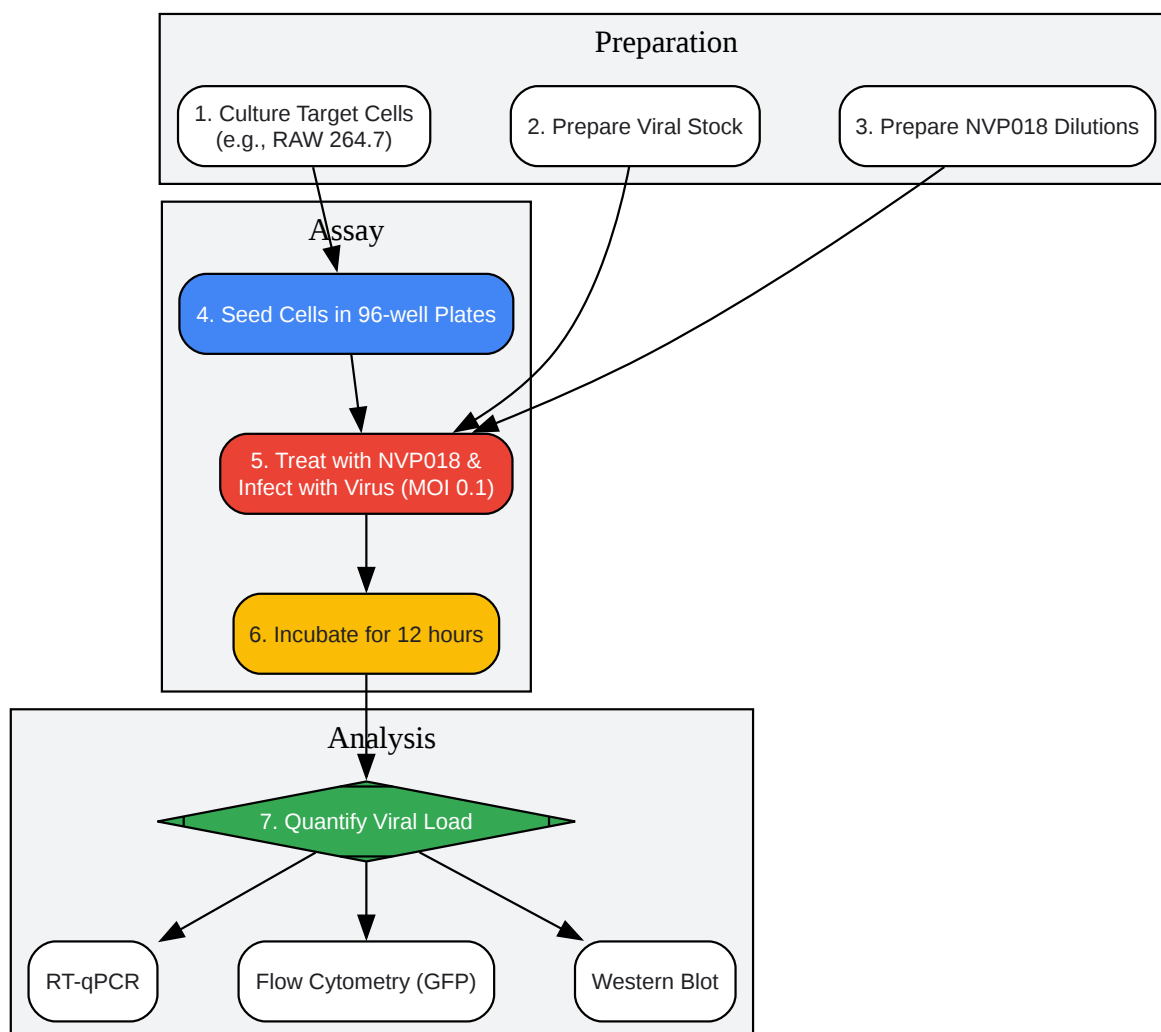 Preparation
1. Culture Target Cells
(e.g., RAW 264.7)
2. Prepare Viral Stock
3. Prepare NVP018 Dilutions
Assay
4. Seed Cells in 96-well Plates
5. Treat with NVP018 &
Infect with Virus (MOI 0.1)
6. Incubate for 12 hours
Analysis
7. Quantify Viral Load
RT-qPCR
Flow Cytometry (GFP)
Western Blot